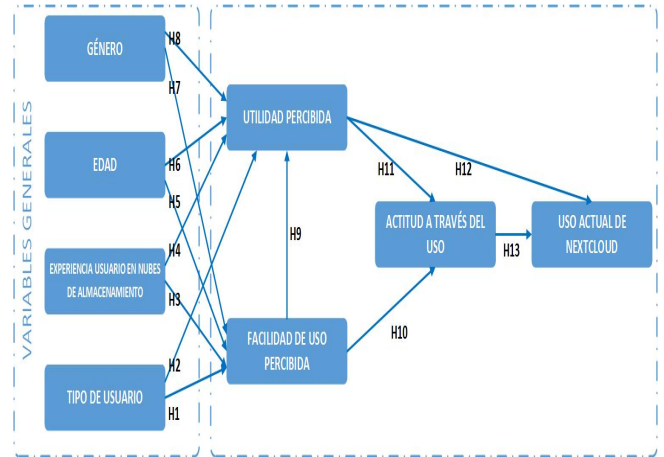 VARIABLES GENERALES
GÉNERO
EDAD
EXPERIENCIA USUARIO EN NUBES
DE ALMACENAMIENTO
TIPO DE USUARIO
H8
H7
H6
H5
H4
H3
H2
H1
UTILIDAD PERCIBIDA
H9
FACILIDAD DE USO
PERCIBIDA
H11
H12
H10
ACTITUD A TRAVÉS DEL
USO
H13
USO ACTUAL DE
NEXTCLOUD